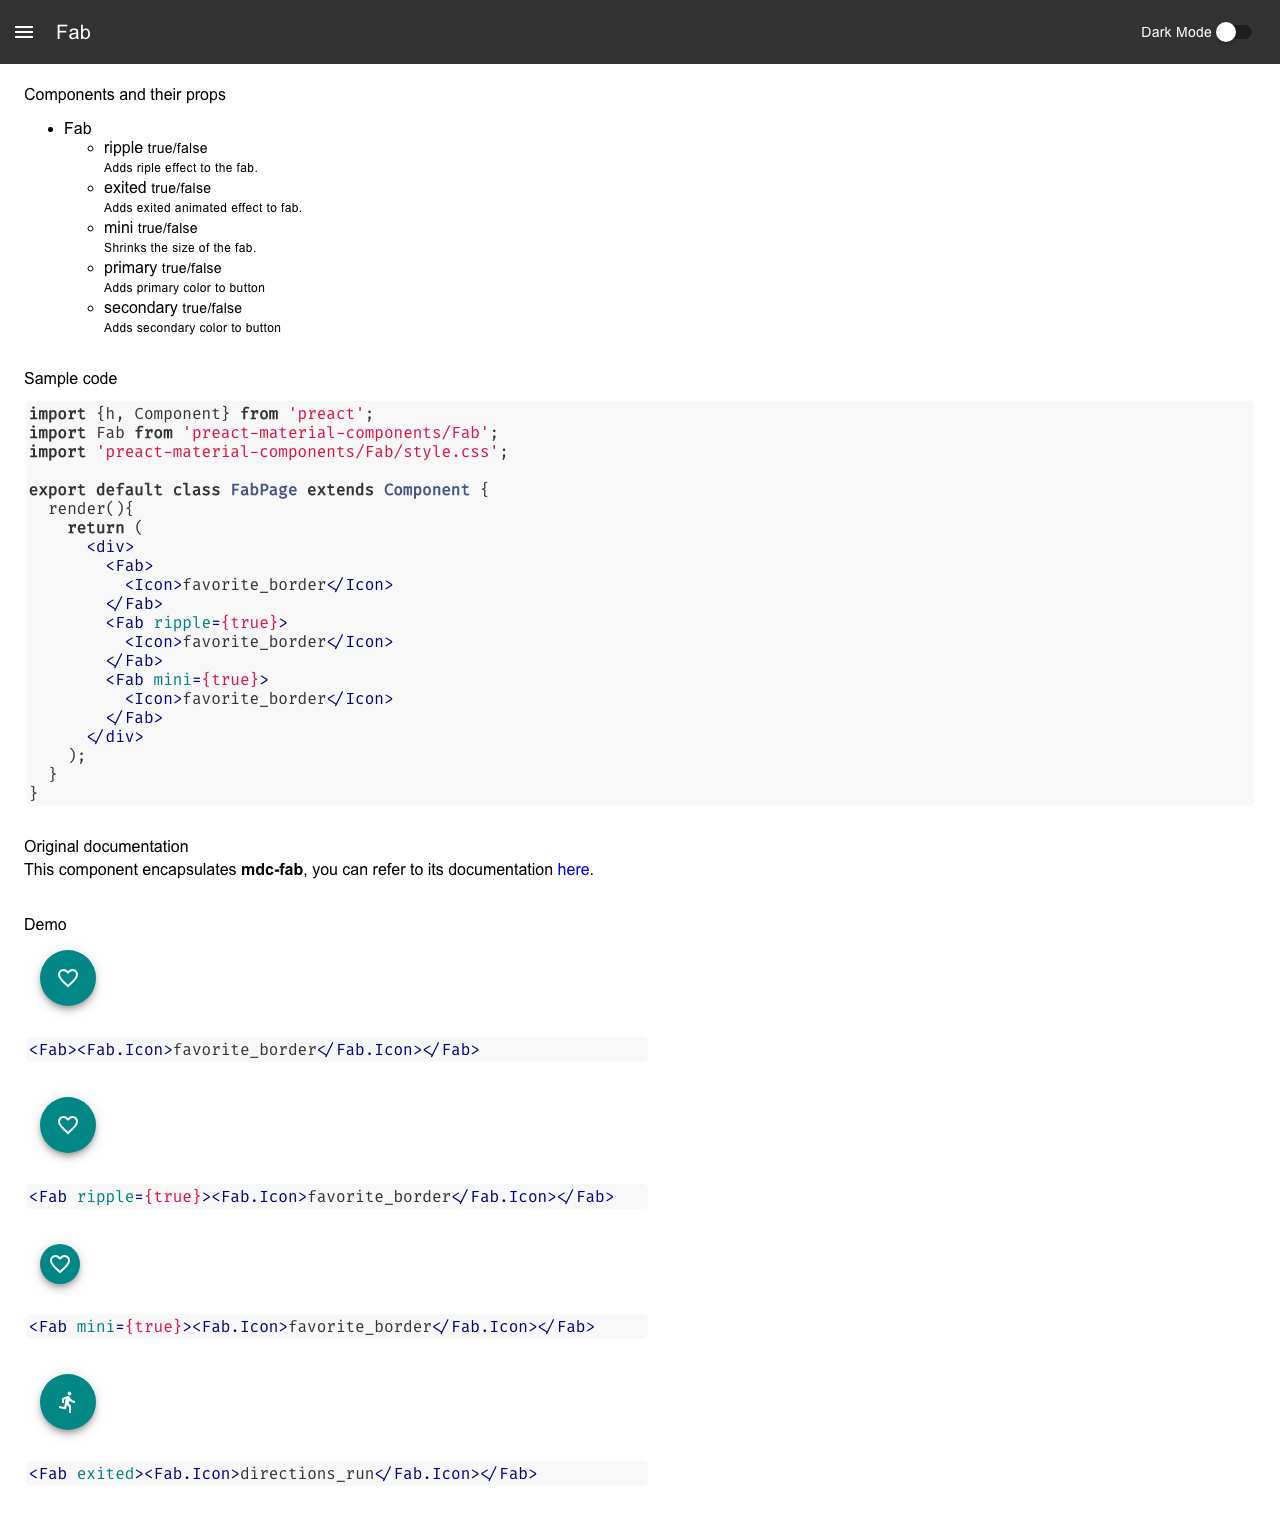 Fab
Dark Mode
Components and their props
Fab
ripple true/false
Adds riple effect to the fab.
exited true/false
Adds exited animated effect to fab.
mini true/false
Shrinks the size of the fab.
primary true/false
Adds primary color to button
secondary true/false
Adds secondary color to button
Sample code
import {h, Component} from 'preact';
import Fab from 'preact-material-components/Fab';
import 'preact-material-components/Fab/style.css';
export default class FabPage extends Component {
  render(){
    return (
      <div>
        <Fab>
          <Icon>favorite_border</Icon>
        </Fab>
        <Fab ripple={true}>
          <Icon>favorite_border</Icon>
        </Fab>
        <Fab mini={true}>
          <Icon>favorite_border</Icon>
        </Fab>
      </div>
    );
  }
}
Original documentation
This component encapsulates mdc-fab, you can refer to its documentation here.
Demo
<Fab><Fab.Icon>favorite_border</Fab.Icon></Fab>
<Fab ripple={true}><Fab.Icon>favorite_border</Fab.Icon></Fab>
<Fab mini={true}><Fab.Icon>favorite_border</Fab.Icon></Fab>
<Fab exited><Fab.Icon>directions_run</Fab.Icon></Fab>